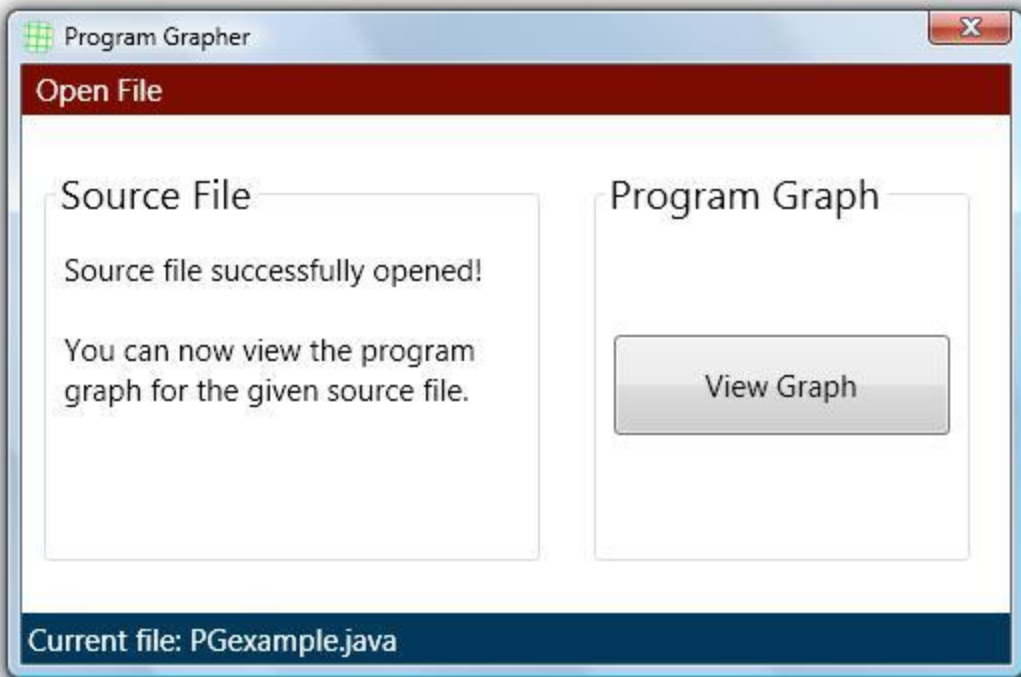 Program Grapher
X
Open File
Source File
Source file successfully opened!
You can now view the program
graph for the given source file.
Program Graph
View Graph
Current file: PGexample.java